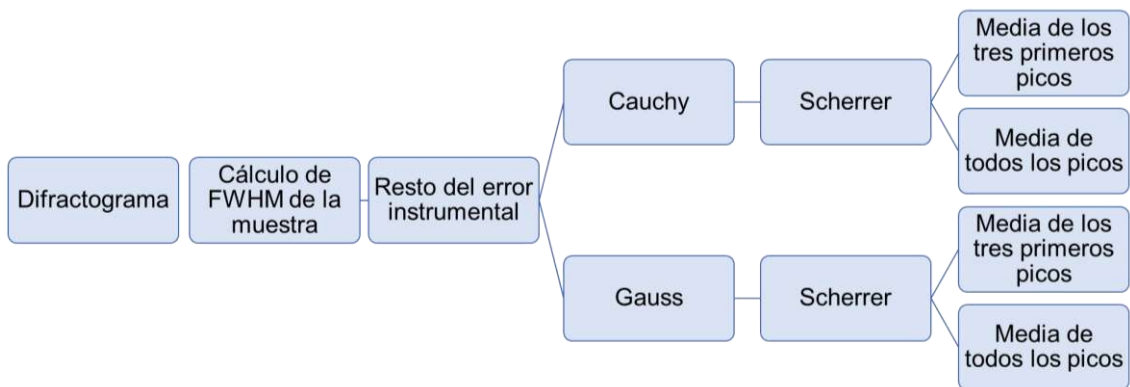 Difractograma
Cálculo de
FWHM de la
muestra
Resto del error
instrumental
Cauchy
Scherrer
Media de los
tres primeros
picos
Media de
todos los picos
Gauss
Scherrer
Media de los
tres primeros
picos
Media de
todos los picos